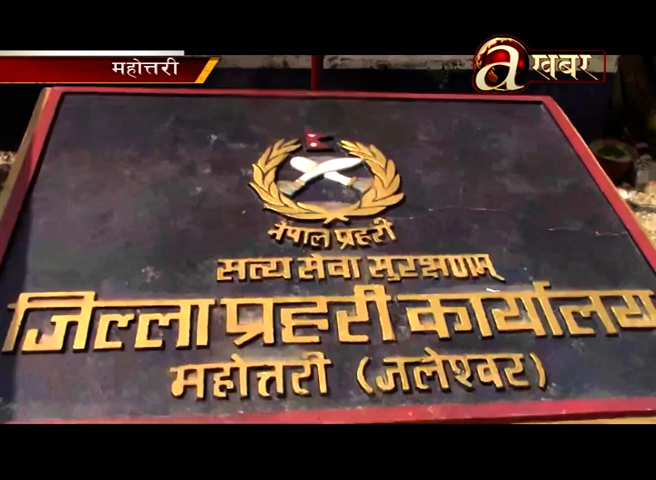 महोत्तरी
a खबर
नेपाल प्रहरी
सत्य सेवा सुरक्षणम्
जिल्ला प्रहरी कार्यालय
महोत्तरी (जलेश्वर)